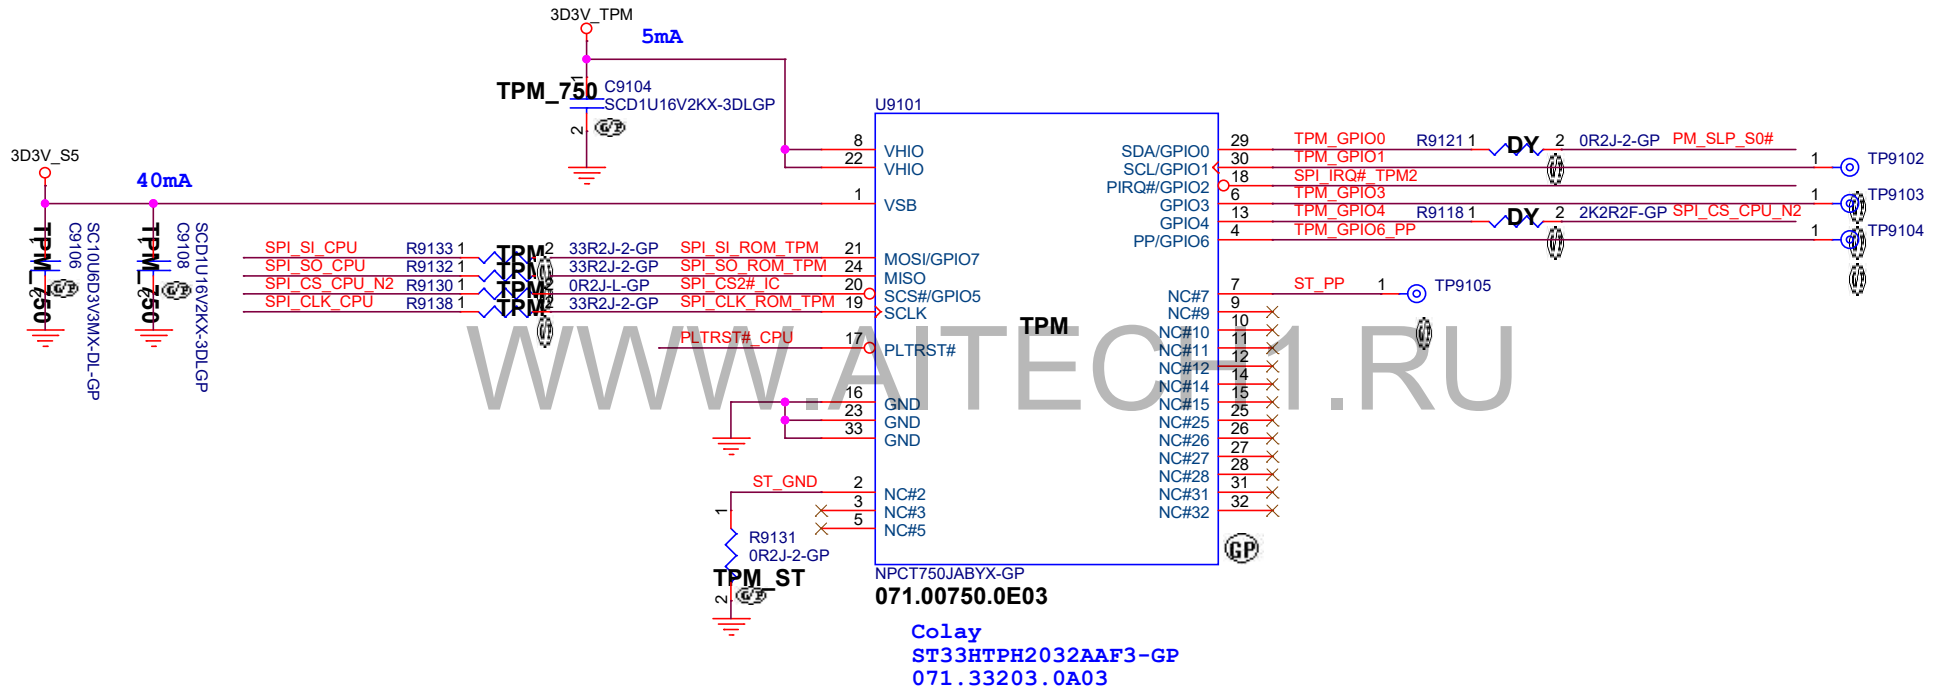 3D3V_TPM
5mA
TPM_750
C9104
SCD1U16V2KX-3DLGP
1
2
G/P
3D3V_S5
40mA
TPM_750
C9106
SC10U6D3V3MX-DL-GP
G/P
TPM_750
C9108
SCD1U16V2KX-3DLGP
G/P
U9101
8 VHIO
22 VHIO
1 VSB
SPI_SI_CPU R9133 1 TPM 2 33R2J-2-GP SPI_SI_ROM_TPM 21 MOSI/GPIO7
SPI_SO_CPU R9132 1 TPM 2 33R2J-2-GP SPI_SO_ROM_TPM 24 MISO
SPI_CS_CPU_N2 R9130 1 TPM 2 0R2J-L-GP SPI_CS2#_IC 20 SCS#/GPIO5
SPI_CLK_CPU R9138 1 TPM 2 33R2J-2-GP SPI_CLK_ROM_TPM 19 SCLK
PLTRST#_CPU 17 PLTRST#
16 GND
23 GND
33 GND
ST_GND 2 NC#2
3 NC#3
5 NC#5
1
R9131
0R2J-2-GP
TPM_ST
2
G/P
TPM
SDA/GPIO0 29 TPM_GPIO0 R9121 1 DY 2 0R2J-2-GP PM_SLP_S0#
SCL/GPIO1 30 TPM_GPIO1 1 TP9102
PIRQ#/GPIO2 18 SPI_IRQ#_TPM2
GPIO3 6 TPM_GPIO3 1 TP9103
GPIO4 13 TPM_GPIO4 R9118 1 DY 2 2K2R2F-GP SPI_CS_CPU_N2
PP/GPIO6 4 TPM_GPIO6_PP 1 TP9104
NC#7 7 ST_PP 1 TP9105
NC#9 9
NC#10 10
NC#11 11
NC#12 12
NC#14 14
NC#15 15
NC#25 25
NC#26 26
NC#27 27
NC#28 28
NC#31 31
NC#32 32
GP
NPCT750JABYX-GP
071.00750.0E03
Colay
ST33HTPH2032AAF3-GP
071.33203.0A03
WWW.AITECH1.RU